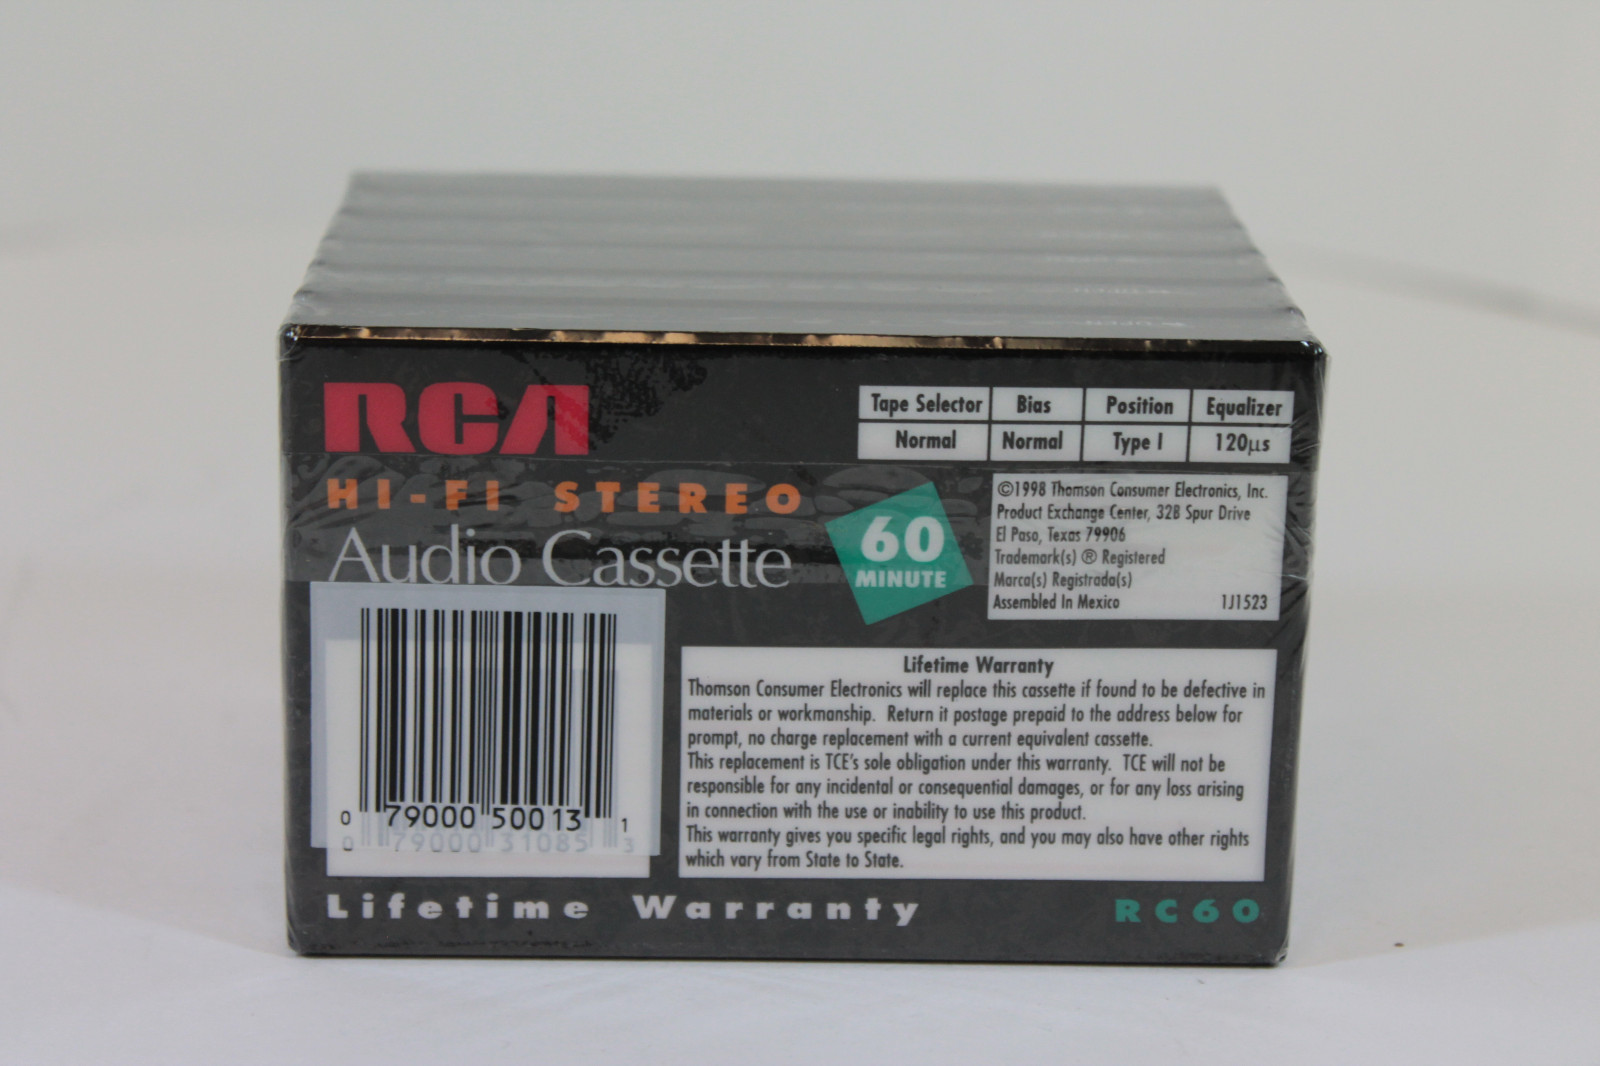 RCA
HI-FI STEREO
Audio Cassette
60
MINUTE
Tape Selector Bias Position Equalizer
Normal Normal Type I 120µs
©1998 Thomson Consumer Electronics, Inc.
Product Exchange Center, 32B Spur Drive
El Paso, Texas 79906
Trademark(s) ® Registered
Marca(s) Registrada(s)
Assembled In Mexico 1J1523
0 79000 50013 1
0 79000 31085 3
Lifetime Warranty
Thomson Consumer Electronics will replace this cassette if found to be defective in
materials or workmanship. Return it postage prepaid to the address below for
prompt, no charge replacement with a current equivalent cassette.
This replacement is TCE's sole obligation under this warranty. TCE will not be
responsible for any incidental or consequential damages, or for any loss arising
in connection with the use or inability to use this product.
This warranty gives you specific legal rights, and you may also have other rights
which vary from State to State.
Lifetime Warranty RC60